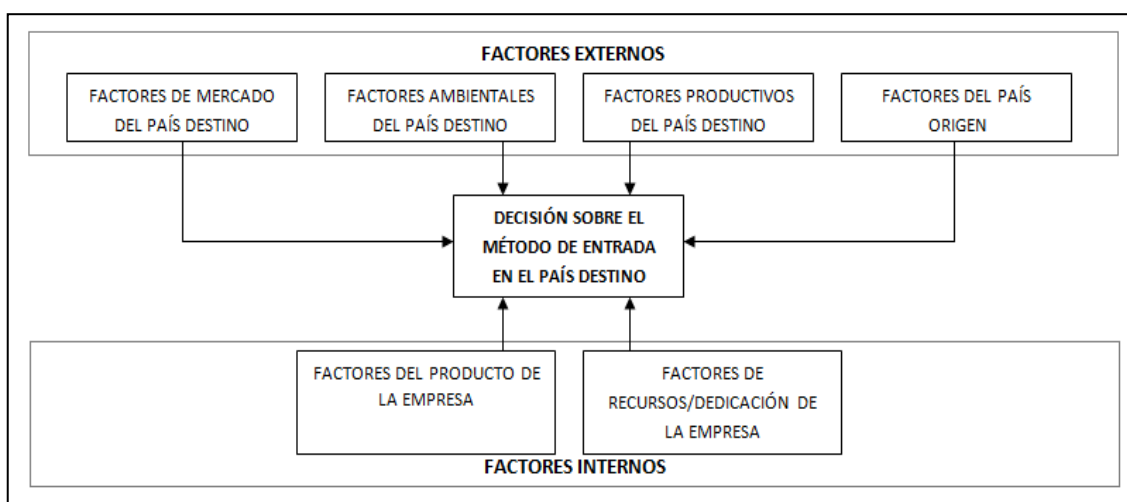 FACTORES EXTERNOS
FACTORES DE MERCADO
DEL PAÍS DESTINO
FACTORES AMBIENTALES
DEL PAÍS DESTINO
FACTORES PRODUCTIVOS
DEL PAÍS DESTINO
FACTORES DEL PAÍS
ORIGEN
DECISIÓN SOBRE EL
MÉTODO DE ENTRADA
EN EL PAÍS DESTINO
FACTORES DEL PRODUCTO DE
LA EMPRESA
FACTORES DE
RECURSOS/DEDICACIÓN DE
LA EMPRESA
FACTORES INTERNOS